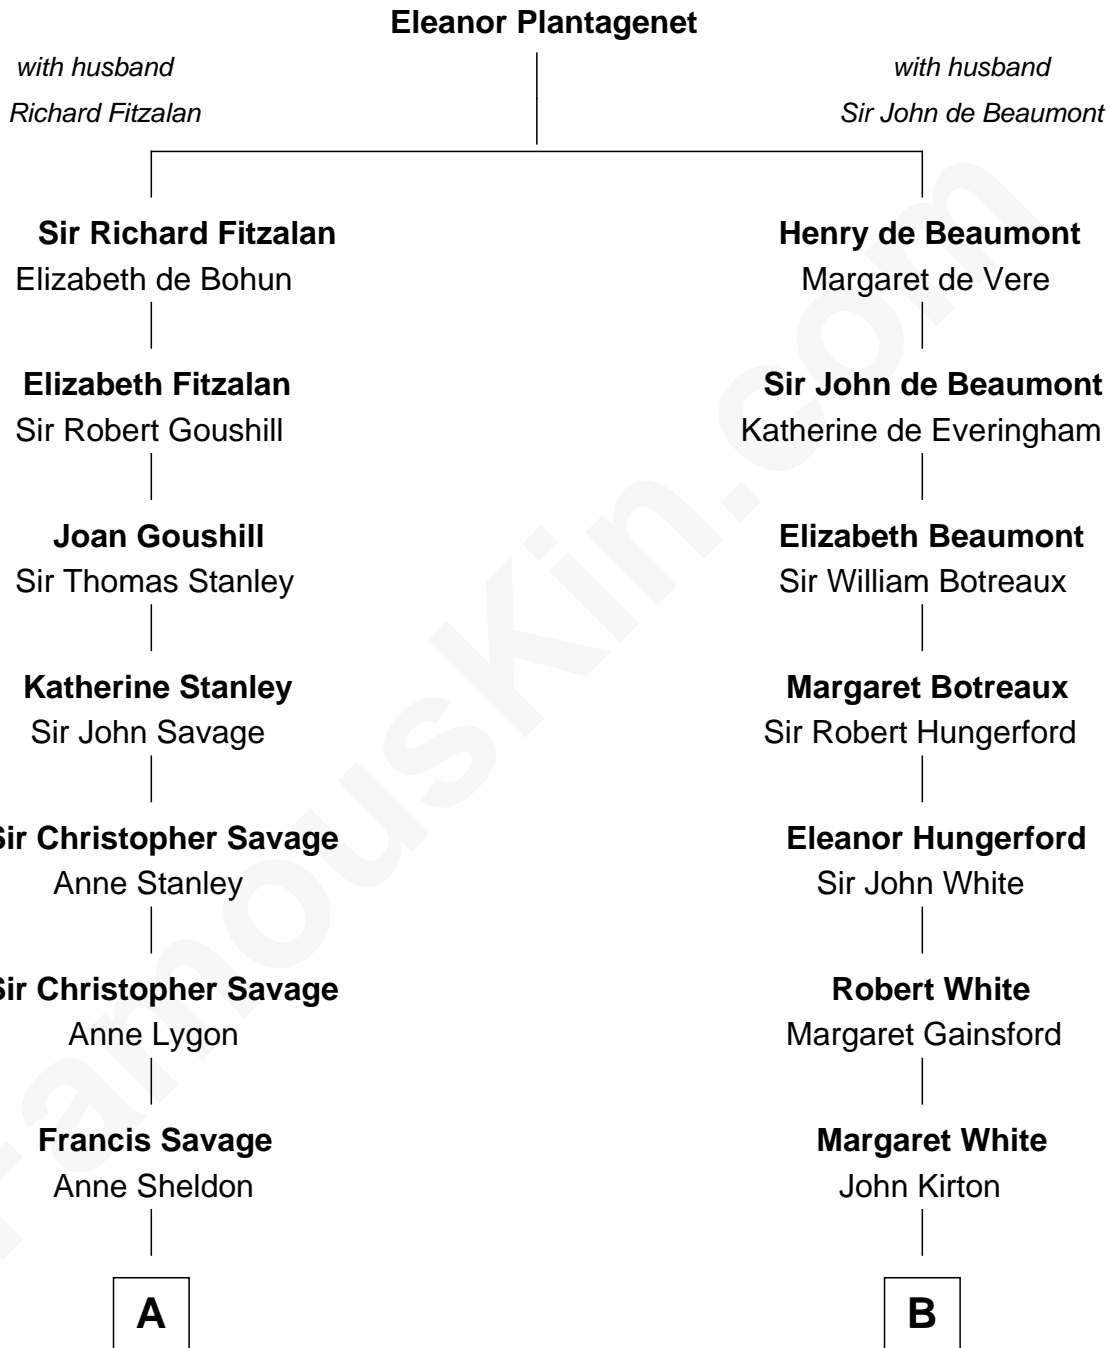 Eleanor Plantagenet
with husband
Richard Fitzalan
with husband
Sir John de Beaumont
Sir Richard Fitzalan
Elizabeth de Bohun
Henry de Beaumont
Margaret de Vere
Elizabeth Fitzalan
Sir Robert Goushill
Sir John de Beaumont
Katherine de Everingham
Joan Goushill
Sir Thomas Stanley
Elizabeth Beaumont
Sir William Botreaux
Katherine Stanley
Sir John Savage
Margaret Botreaux
Sir Robert Hungerford
Sir Christopher Savage
Anne Stanley
Eleanor Hungerford
Sir John White
Sir Christopher Savage
Anne Lygon
Robert White
Margaret Gainsford
Francis Savage
Anne Sheldon
Margaret White
John Kirton
A
B
FamousKin.com